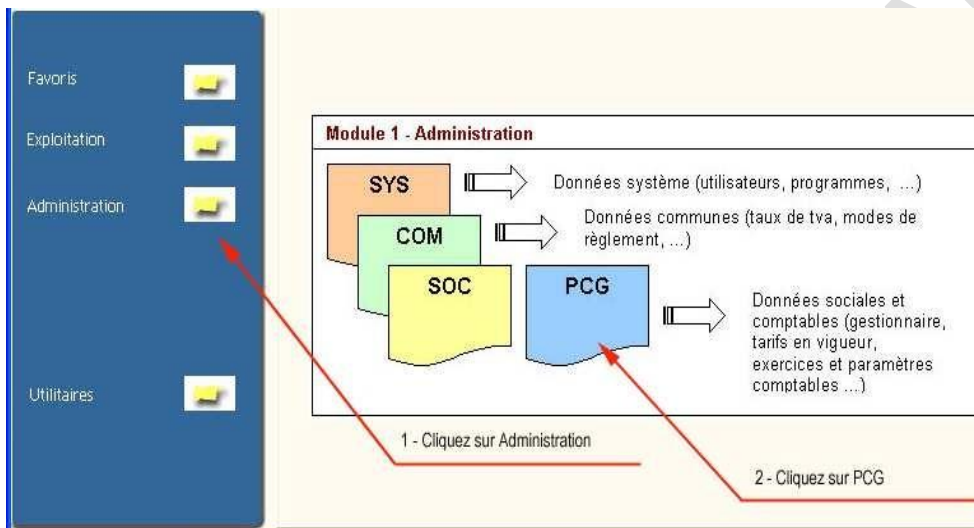 Favoris
Exploitation
Administration
Utilitaires
Module 1 - Administration
SYS
Données système (utilisateurs, programmes, ...)
COM
Données communes (taux de tva, modes de
règlement, ...)
SOC
PCG
Données sociales et
comptables (gestionnaire,
tarifs en vigueur,
exercices et paramètres
comptables ...)
1 - Cliquez sur Administration
2 - Cliquez sur PCG